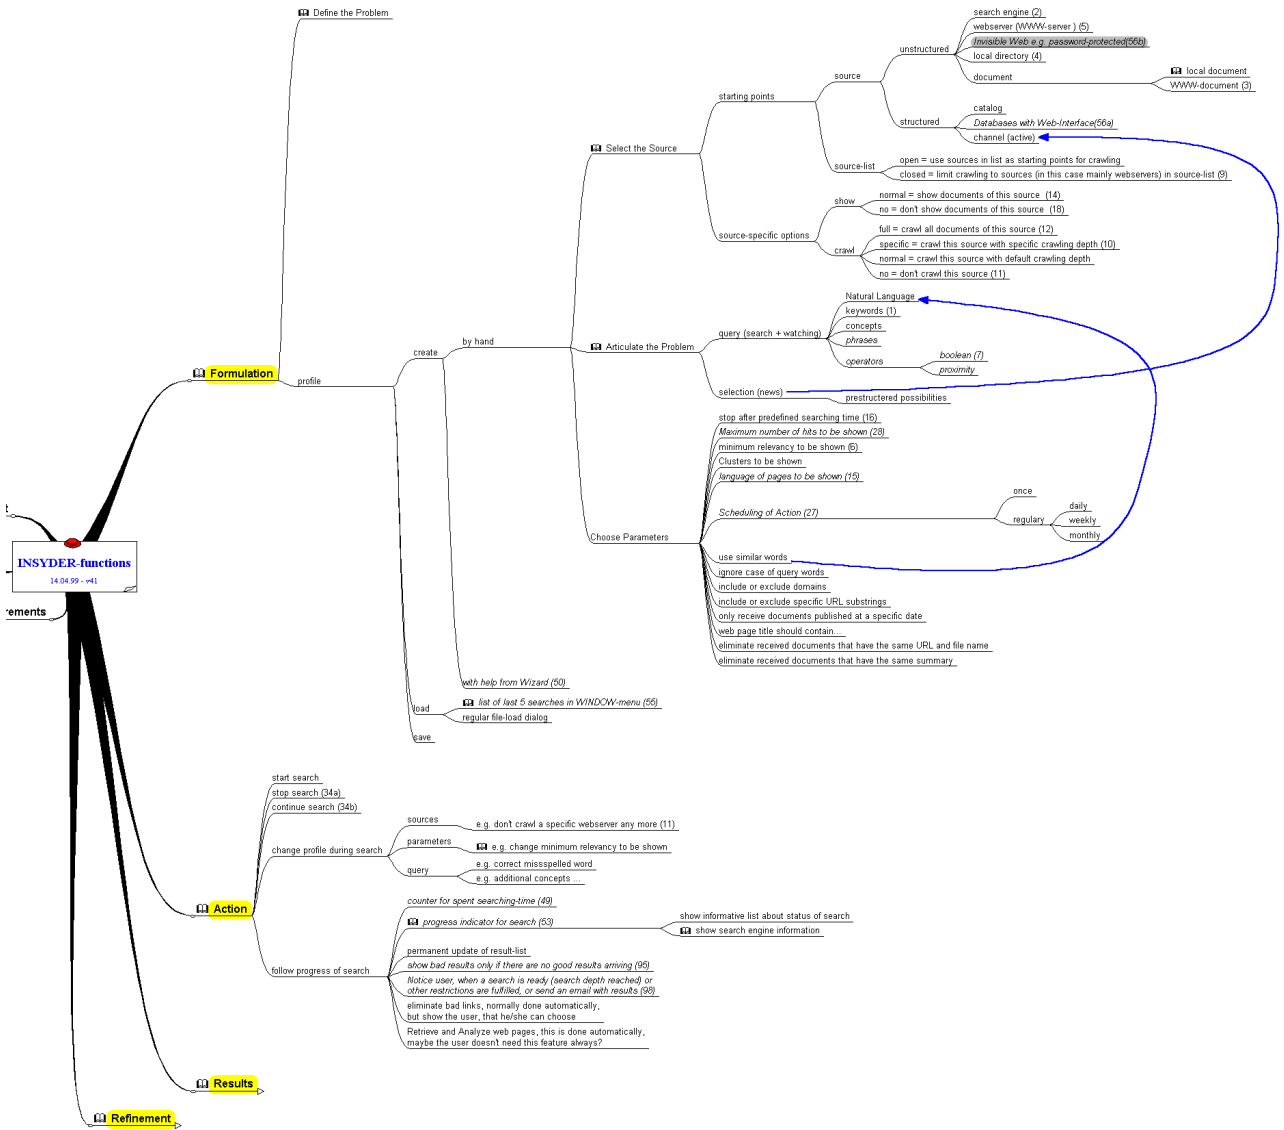 Define the Problem
search engine (2)
webserver (WWW-server ) (5)
Invisible Web e.g. password-protected(56b)
unstructured
local directory (4)
local document
document
WWW-document (3)
source
starting points
catalog
structured
Databases with Web-Interface(56a)
channel (active)
Select the Source
source-list
open = use sources in list as starting points for crawling
closed = limit crawling to sources (in this case mainly webservers) in source-list (9)
show
normal = show documents of this source (14)
no = don't show documents of this source (18)
source-specific options
crawl
full = crawl all documents of this source (12)
specific = crawl this source with specific crawling depth (10)
normal = crawl this source with default crawling depth
no = don't crawl this source (11)
Natural Language
keywords (1)
query (search + watching)
concepts
phrases
operators
boolean (7)
proximity
by hand
Articulate the Problem
create
Formulation
profile
selection (news)
prestructered possibilities
stop after predefined searching time (16)
Maximum number of hits to be shown (28)
minimum relevancy to be shown (6)
Clusters to be shown
language of pages to be shown (15)
Scheduling of Action (27)
once
regulary
daily
weekly
monthly
Choose Parameters
use similar words
ignore case of query words
include or exclude domains
include or exclude specific URL substrings
only receive documents published at a specific date
web page title should contain...
eliminate received documents that have the same URL and file name
eliminate received documents that have the same summary
t
INSYDER-functions
14.04.99 - v41
rements
with help from Wizard (50)
load
list of last 5 searches in WINDOW-menu (55)
regular file-load dialog
save
start search
stop search (34a)
continue search (34b)
change profile during search
sources
e.g. don't crawl a specific webserver any more (11)
parameters
e.g. change minimum relevancy to be shown
query
e.g. correct missspelled word
e.g. additional concepts ...
Action
counter for spent searching-time (49)
progress indicator for search (53)
show informative list about status of search
show search engine information
follow progress of search
permanent update of result-list
show bad results only if there are no good results arriving (95)
Notice user, when a search is ready (search depth reached) or
other restrictions are fulfilled, or send an email with results (98)
eliminate bad links, normally done automatically,
but show the user, that he/she can choose
Retrieve and Analyze web pages, this is done automatically,
maybe the user doesn't need this feature always?
Results
Refinement